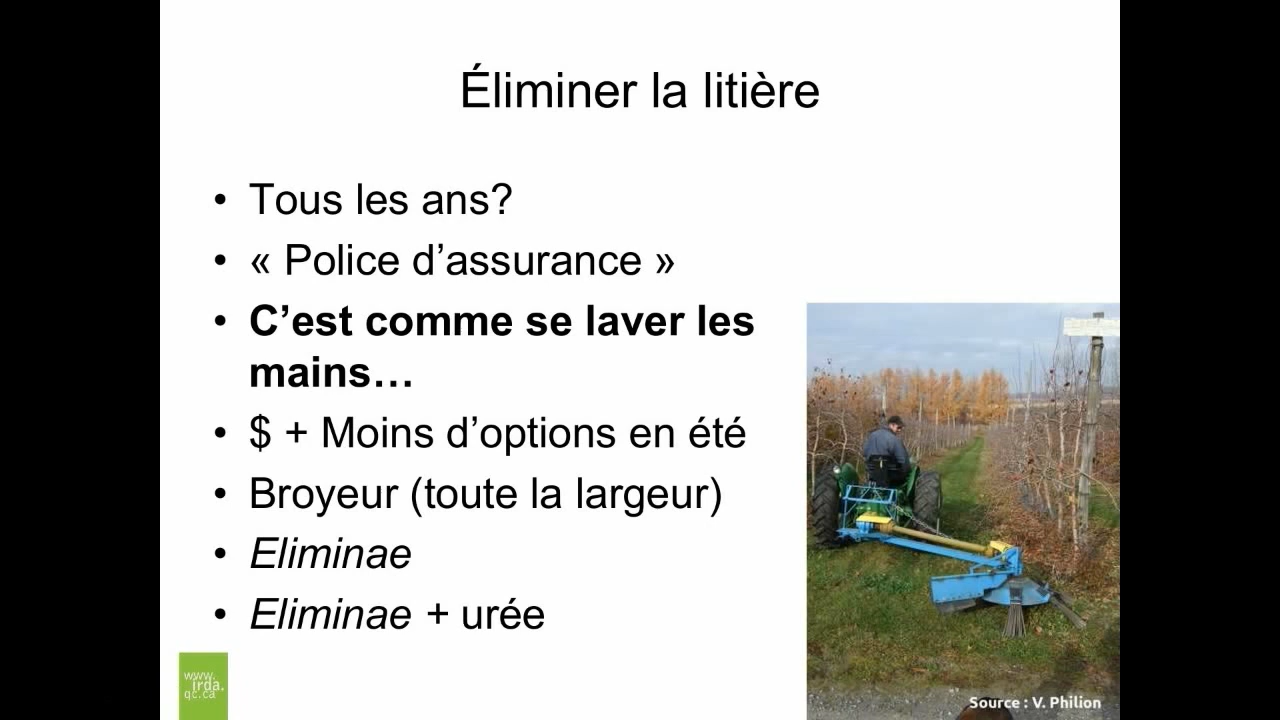 Éliminer la litière
• Tous les ans?
• « Police d’assurance »
• C’est comme se laver les
mains…
• $ + Moins d’options en été
• Broyeur (toute la largeur)
• Eliminae
• Eliminae + urée
www.
irda.
qc.ca
Source : V. Philion